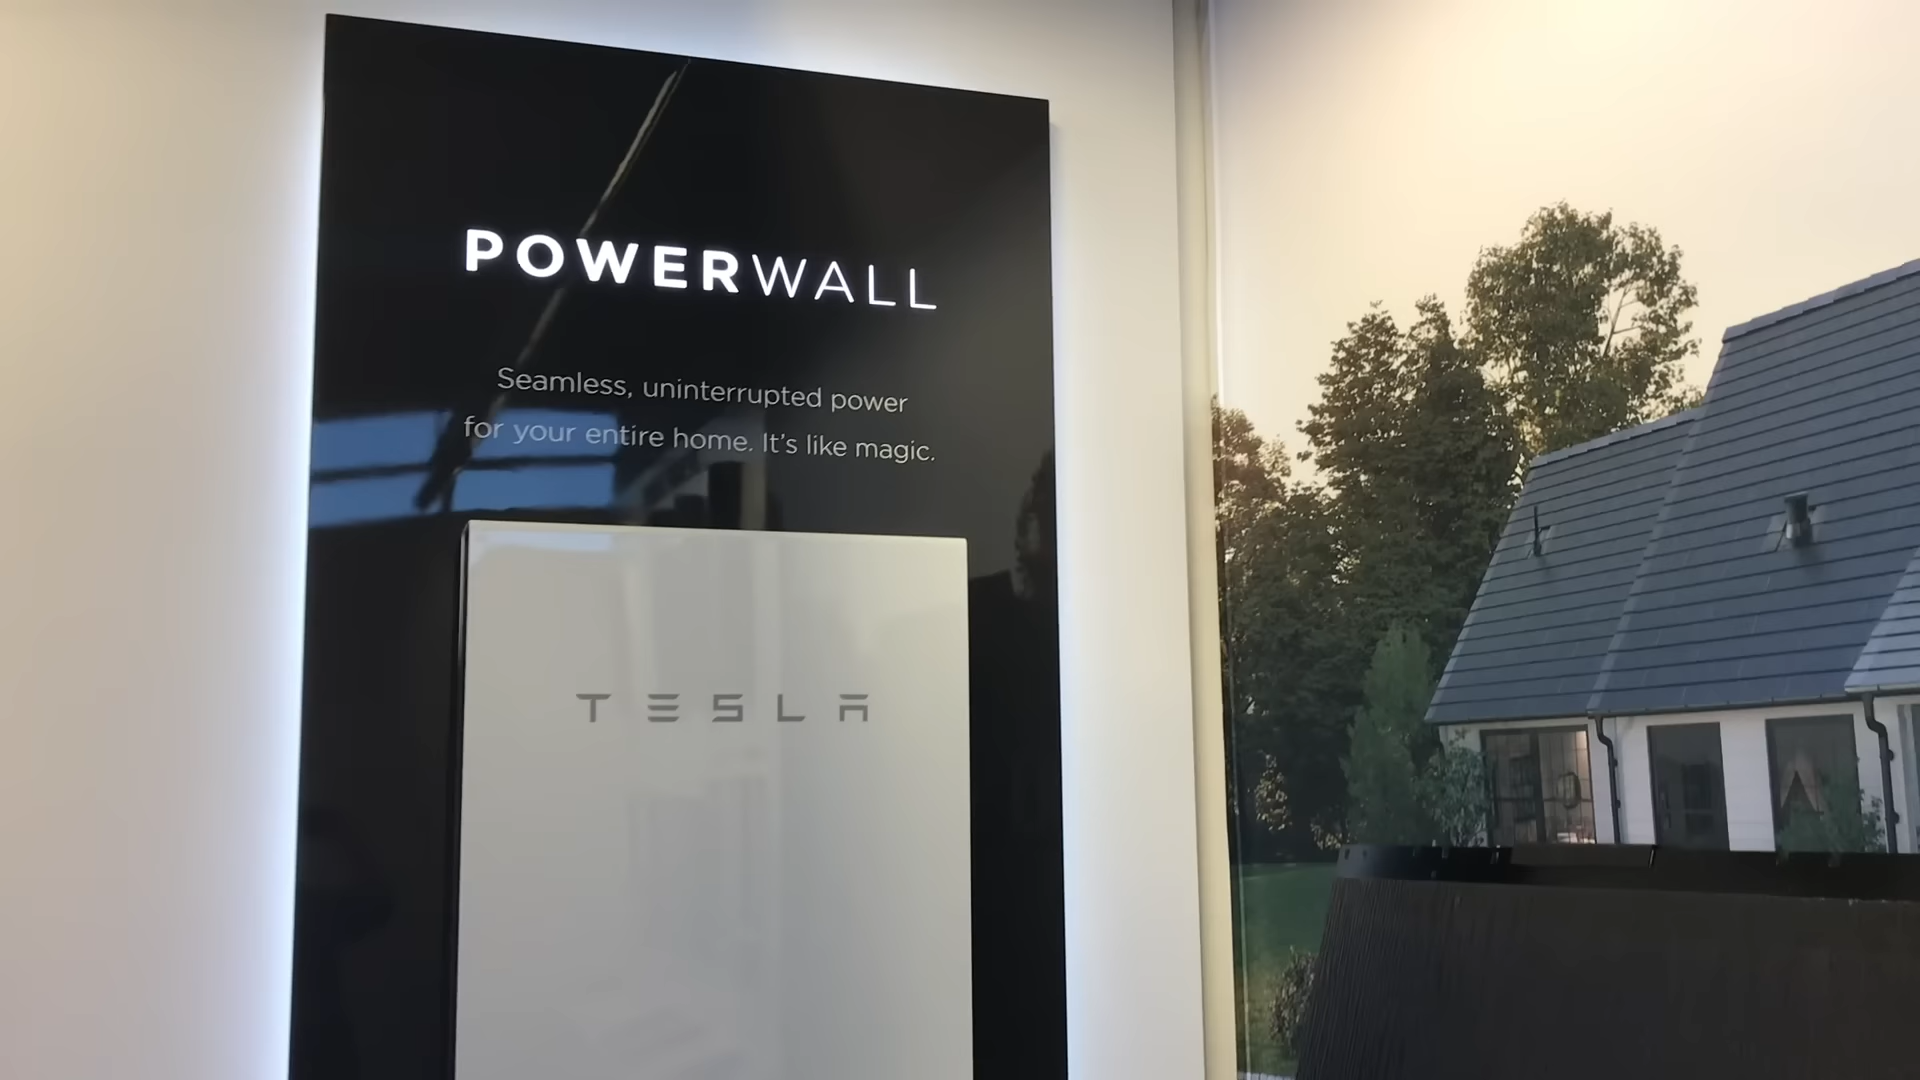 POWERWALL
Seamless, uninterrupted power
for your entire home. It's like magic.
TESLA